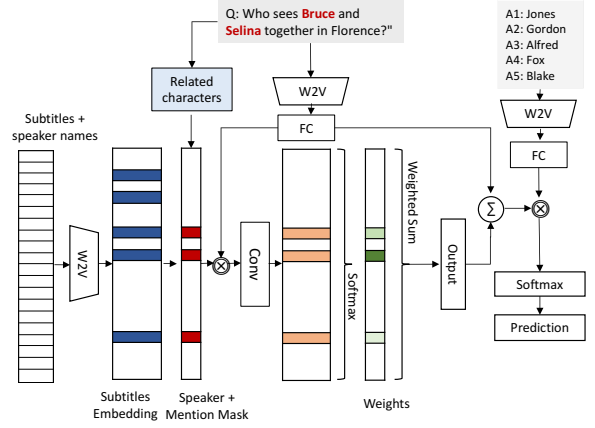 Q: Who sees Bruce and
Selina together in Florence?"
A1: Jones
A2: Gordon
A3: Alfred
A4: Fox
A5: Blake
Related
characters
W2V
W2V
Subtitles +
speaker names
FC
FC
W2V
Conv
Softmax
Weighted Sum
Output
Σ
Softmax
Prediction
Subtitles
Embedding
Speaker +
Mention Mask
Weights